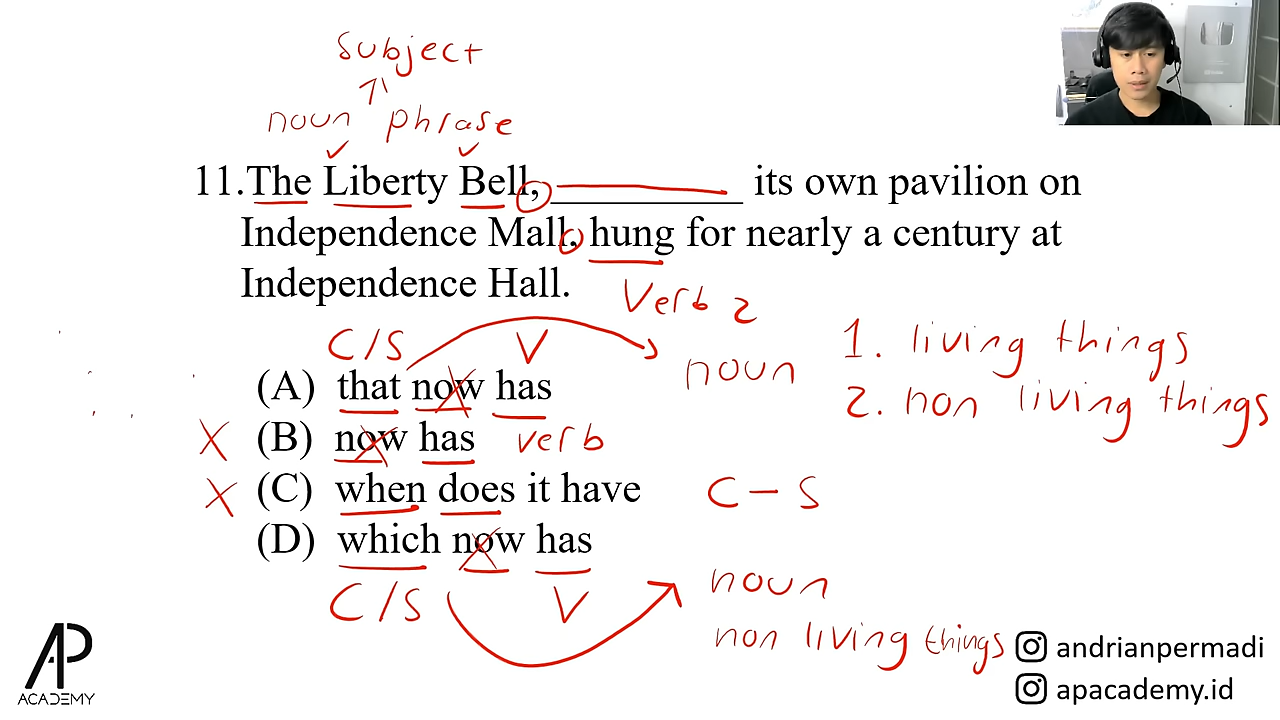 subject
noun phrase
11. The Liberty Bell, __________ its own pavilion on
Independence Mall, hung for nearly a century at
Independence Hall.
Verb 2
C/S V
noun
1. living things
2. non living things
(A) that now has
X (B) now has verb
X (C) when does it have C - S
(D) which now has
C/S V
noun
non living things
AP
ACADEMY
andrianpermadi
apacademy.id